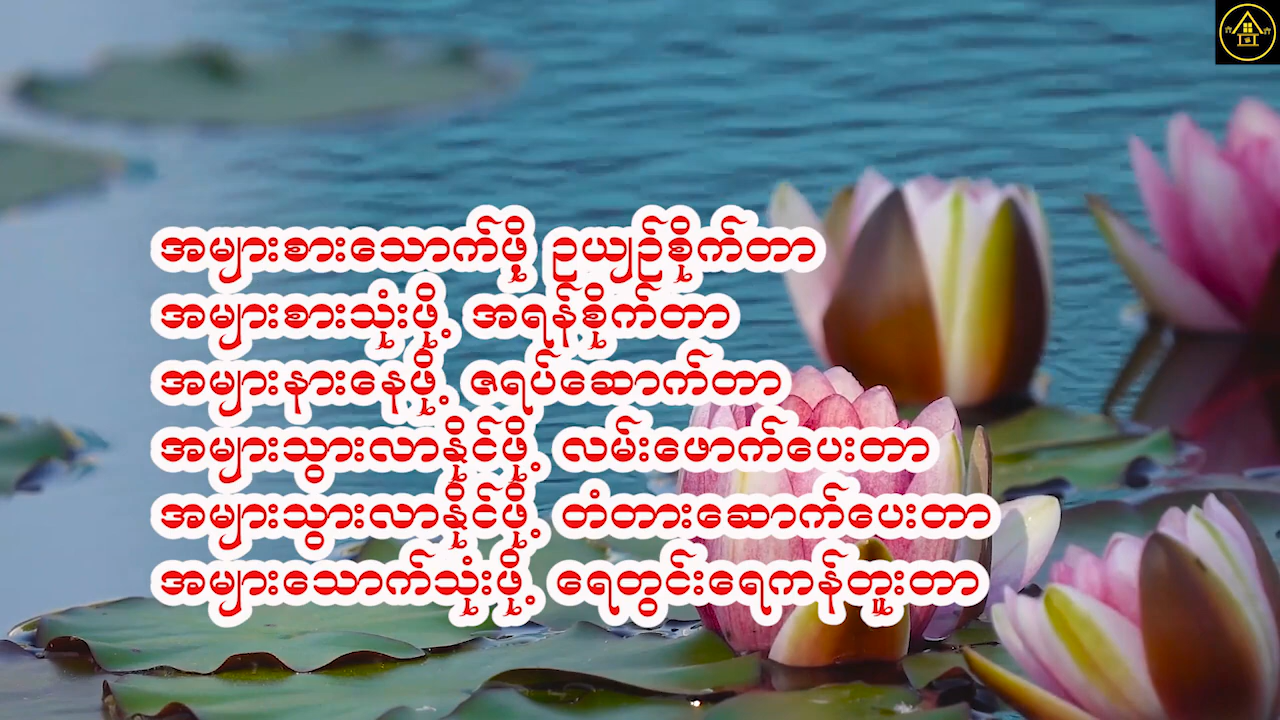 အများစားသောက်ဖို့ ဥယျဉ်စိုက်တာ
အများစားသုံးဖို့ အရန်စိုက်တာ
အများနားနေဖို့ ဇရပ်ဆောက်တာ
အများသွားလာနိုင်ဖို့ လမ်းဖောက်ပေးတာ
အများသွားလာနိုင်ဖို့ တံတားဆောက်ပေးတာ
အများသောက်သုံးဖို့ ရေတွင်းရေကန်တူးတာ